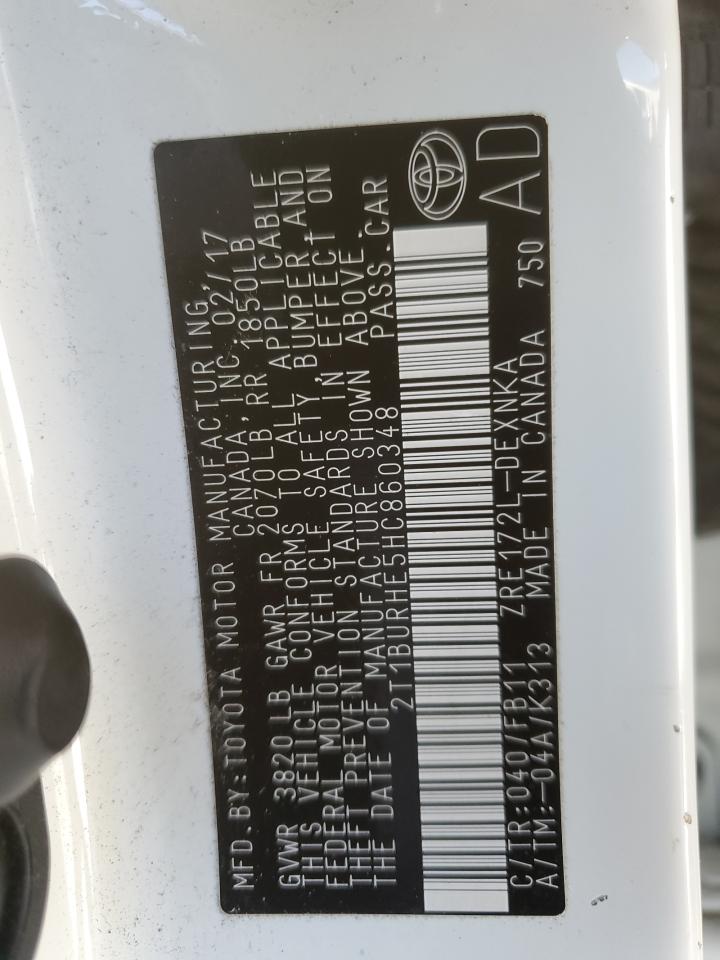 MFD.BY:TOYOTA MOTOR MANUFACTURING,
CANADA, INC. 02/17
GVWR 3820LB GAWR FR 2070LB RR 1850LB
THIS VEHICLE CONFORMS TO ALL APPLICABLE
FEDERAL MOTOR VEHICLE SAFETY, BUMPER, AND
THEFT PREVENTION STANDARDS IN EFFECT ON
THE DATE OF MANUFACTURE SHOWN ABOVE.
2T1BURHE5HC860348 PASS.CAR
C/TR:040/FB11 ZRE172L-DEXNKA 750
A/TM:-04A/K313 MADE IN CANADA
AD